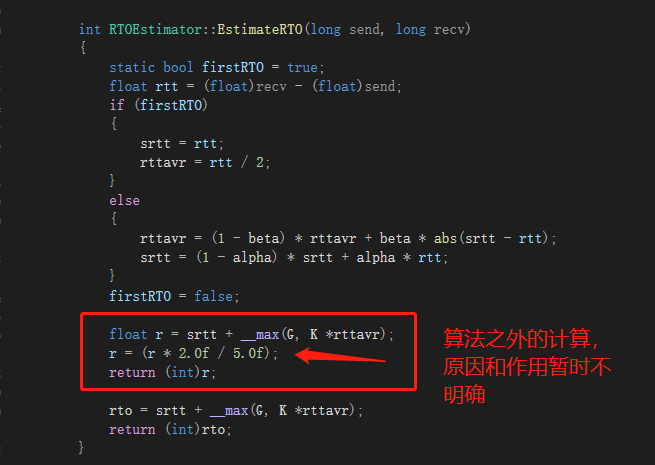 int RTOEstimator::EstimateRTO(long send, long recv)
{
static bool firstRTO = true;
float rtt = (float)recv - (float)send;
if (firstRTO)
{
srtt = rtt;
rttavr = rtt / 2;
}
else
{
rttavr = (1 - beta) * rttavr + beta * abs(srtt - rtt);
srtt = (1 - alpha) * srtt + alpha * rtt;
}
firstRTO = false;
float r = srtt + __max(G, K *rttavr);
r = (r * 2.0f / 5.0f);
return (int)r;
算法之外的计算，
原因和作用暂时不
明确
rto = srtt + __max(G, K *rttavr);
return (int)rto;
}